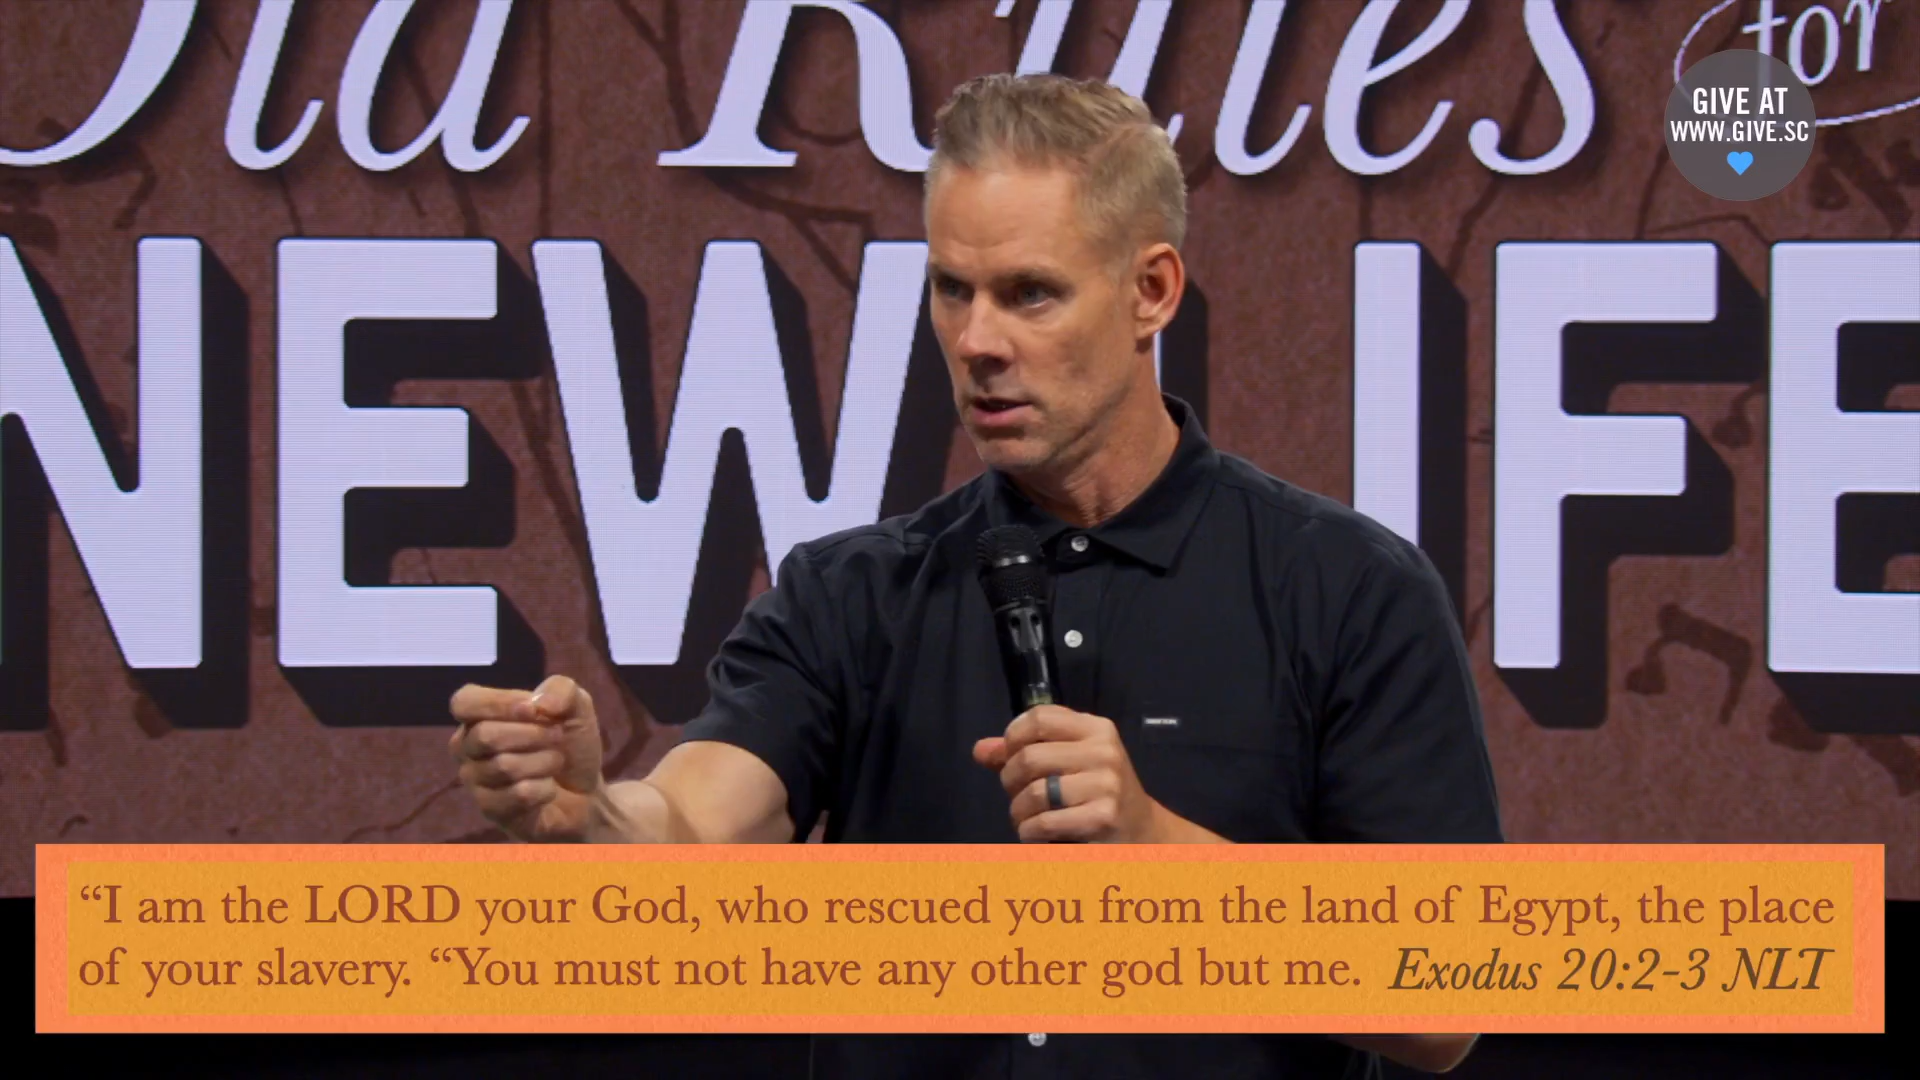 Old Rules for
GIVE AT
WWW.GIVE.SC
NEW LIFE
“I am the LORD your God, who rescued you from the land of Egypt, the place
of your slavery. “You must not have any other god but me. Exodus 20:2-3 NLT